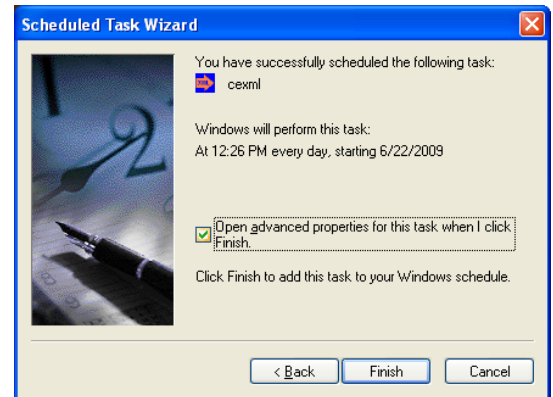 Scheduled Task Wizard
You have successfully scheduled the following task:
cexml
Windows will perform this task:
At 12:26 PM every day, starting 6/22/2009
Open advanced properties for this task when I click
Finish.
Click Finish to add this task to your Windows schedule.
< Back
Finish
Cancel